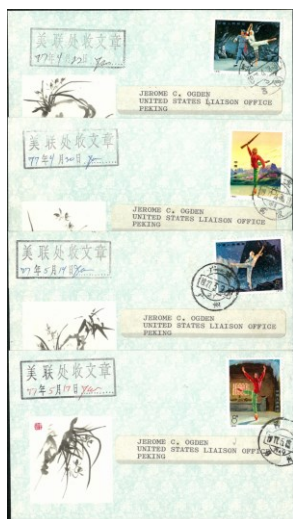 美联处收文章
77年4月20日
JEROME C. OGDEN
UNITED STATES LIAISON OFFICE
PEKING
美联处收文章
77年4月20日
JEROME C. OGDEN
UNITED STATES LIAISON OFFICE
PEKING
美联处收文章
77年5月17日
JEROME C. OGDEN
UNITED STATES LIAISON OFFICE
PEKING
美联处收文章
77年5月17日
JEROME C. OGDEN
UNITED STATES LIAISON OFFICE
PEKING